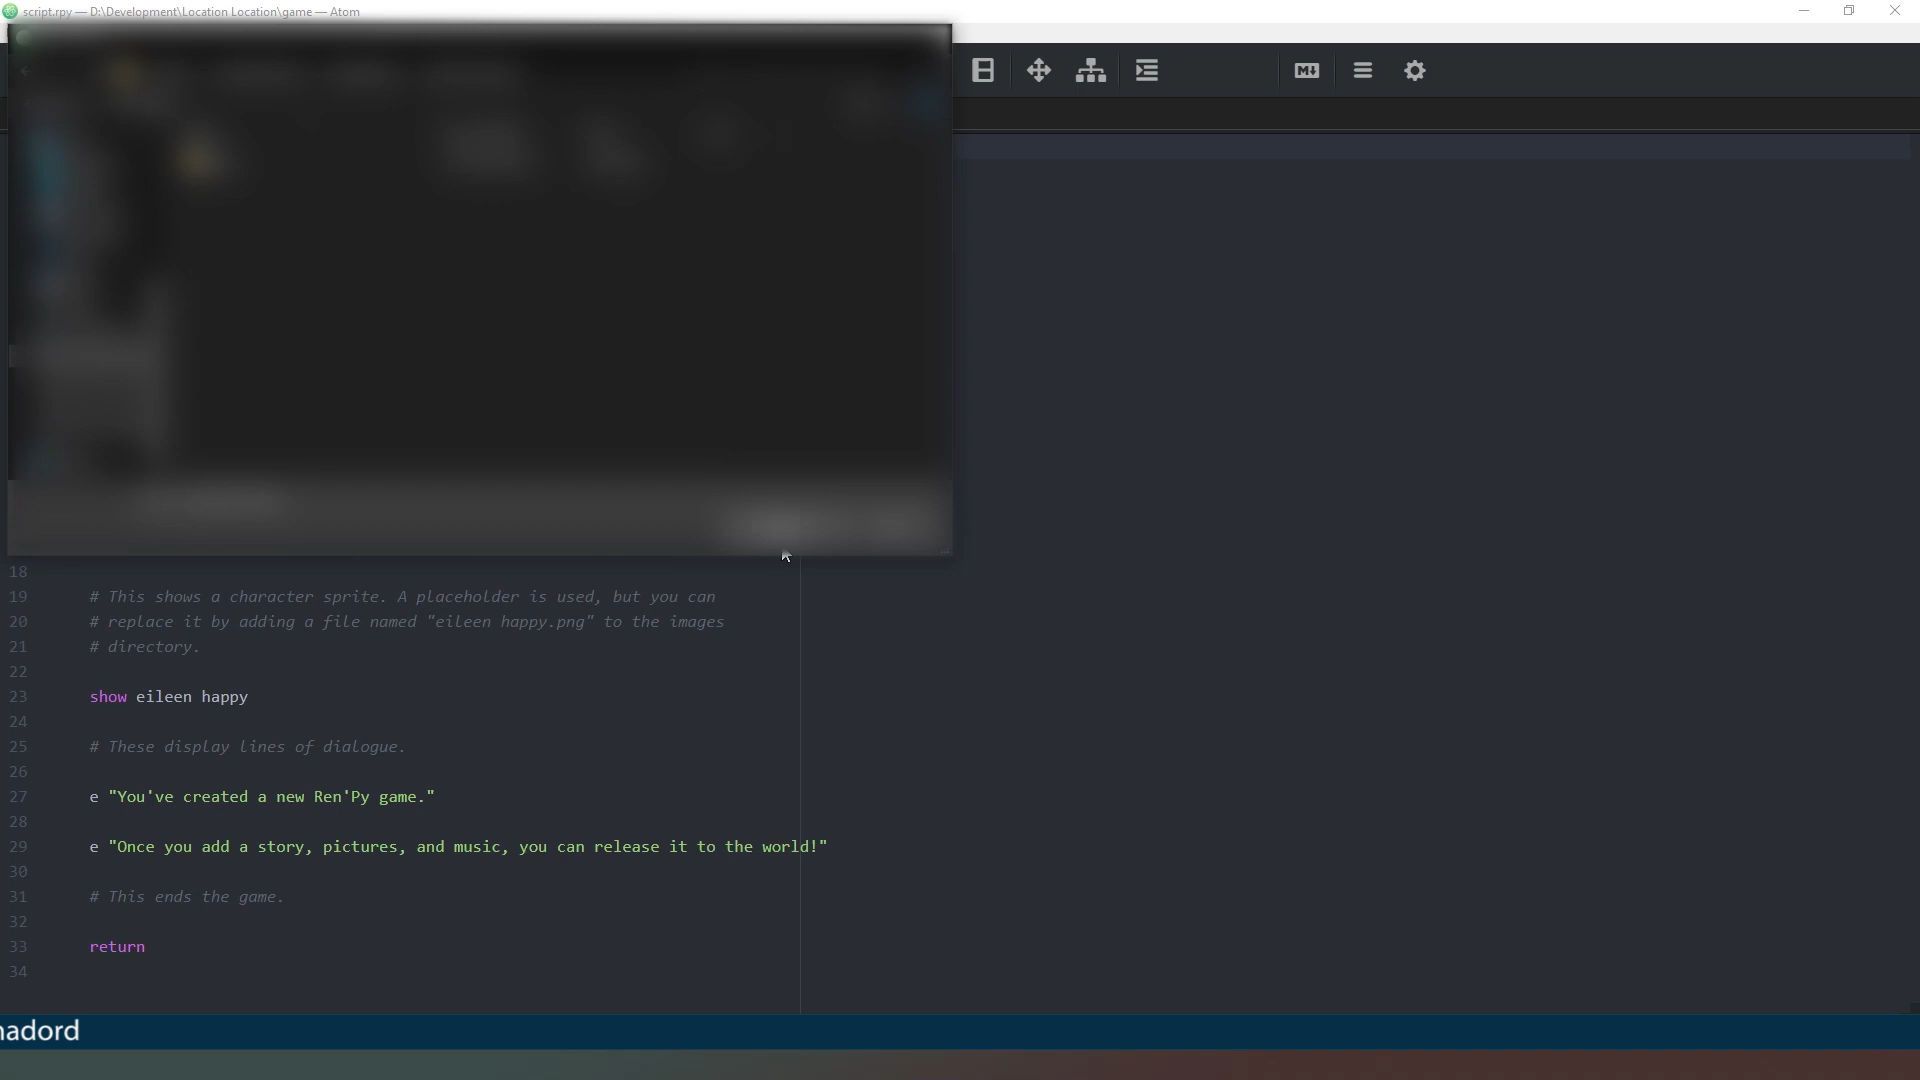 script.rpy — D:\Development\Location Location\game — Atom
M
18
19 # This shows a character sprite. A placeholder is used, but you can
20 # replace it by adding a file named "eileen happy.png" to the images
21 # directory.
22
23 show eileen happy
24
25 # These display lines of dialogue.
26
27 e "You've created a new Ren'Py game."
28
29 e "Once you add a story, pictures, and music, you can release it to the world!"
30
31 # This ends the game.
32
33 return
34
nadord